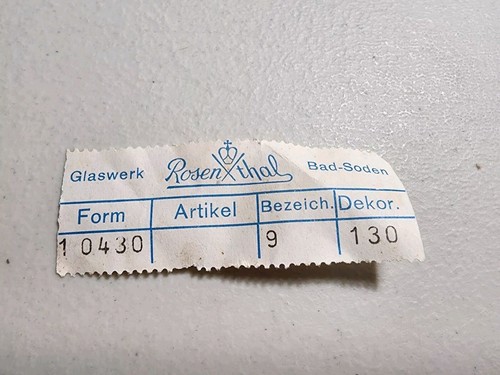 Glaswerk Rosenthal Bad-Soden
Form Artikel Bezeich. Dekor.
10430 9 130